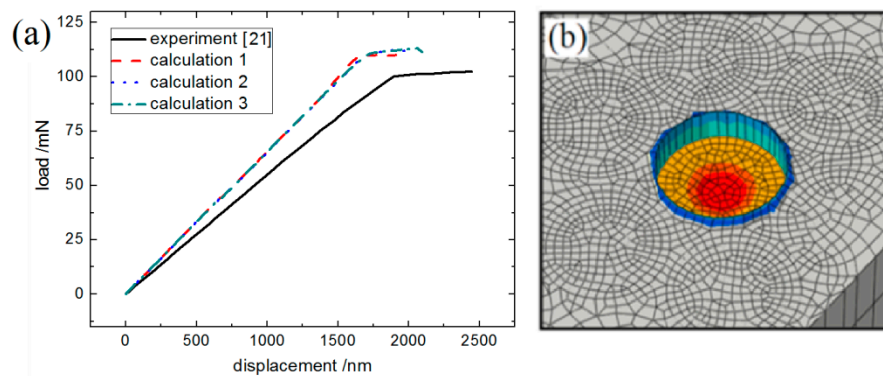 (a)
125
100
75
50
25
0
load /mN
experiment [21]
calculation 1
calculation 2
calculation 3
0 500 1000 1500 2000 2500
displacement /nm
(b)